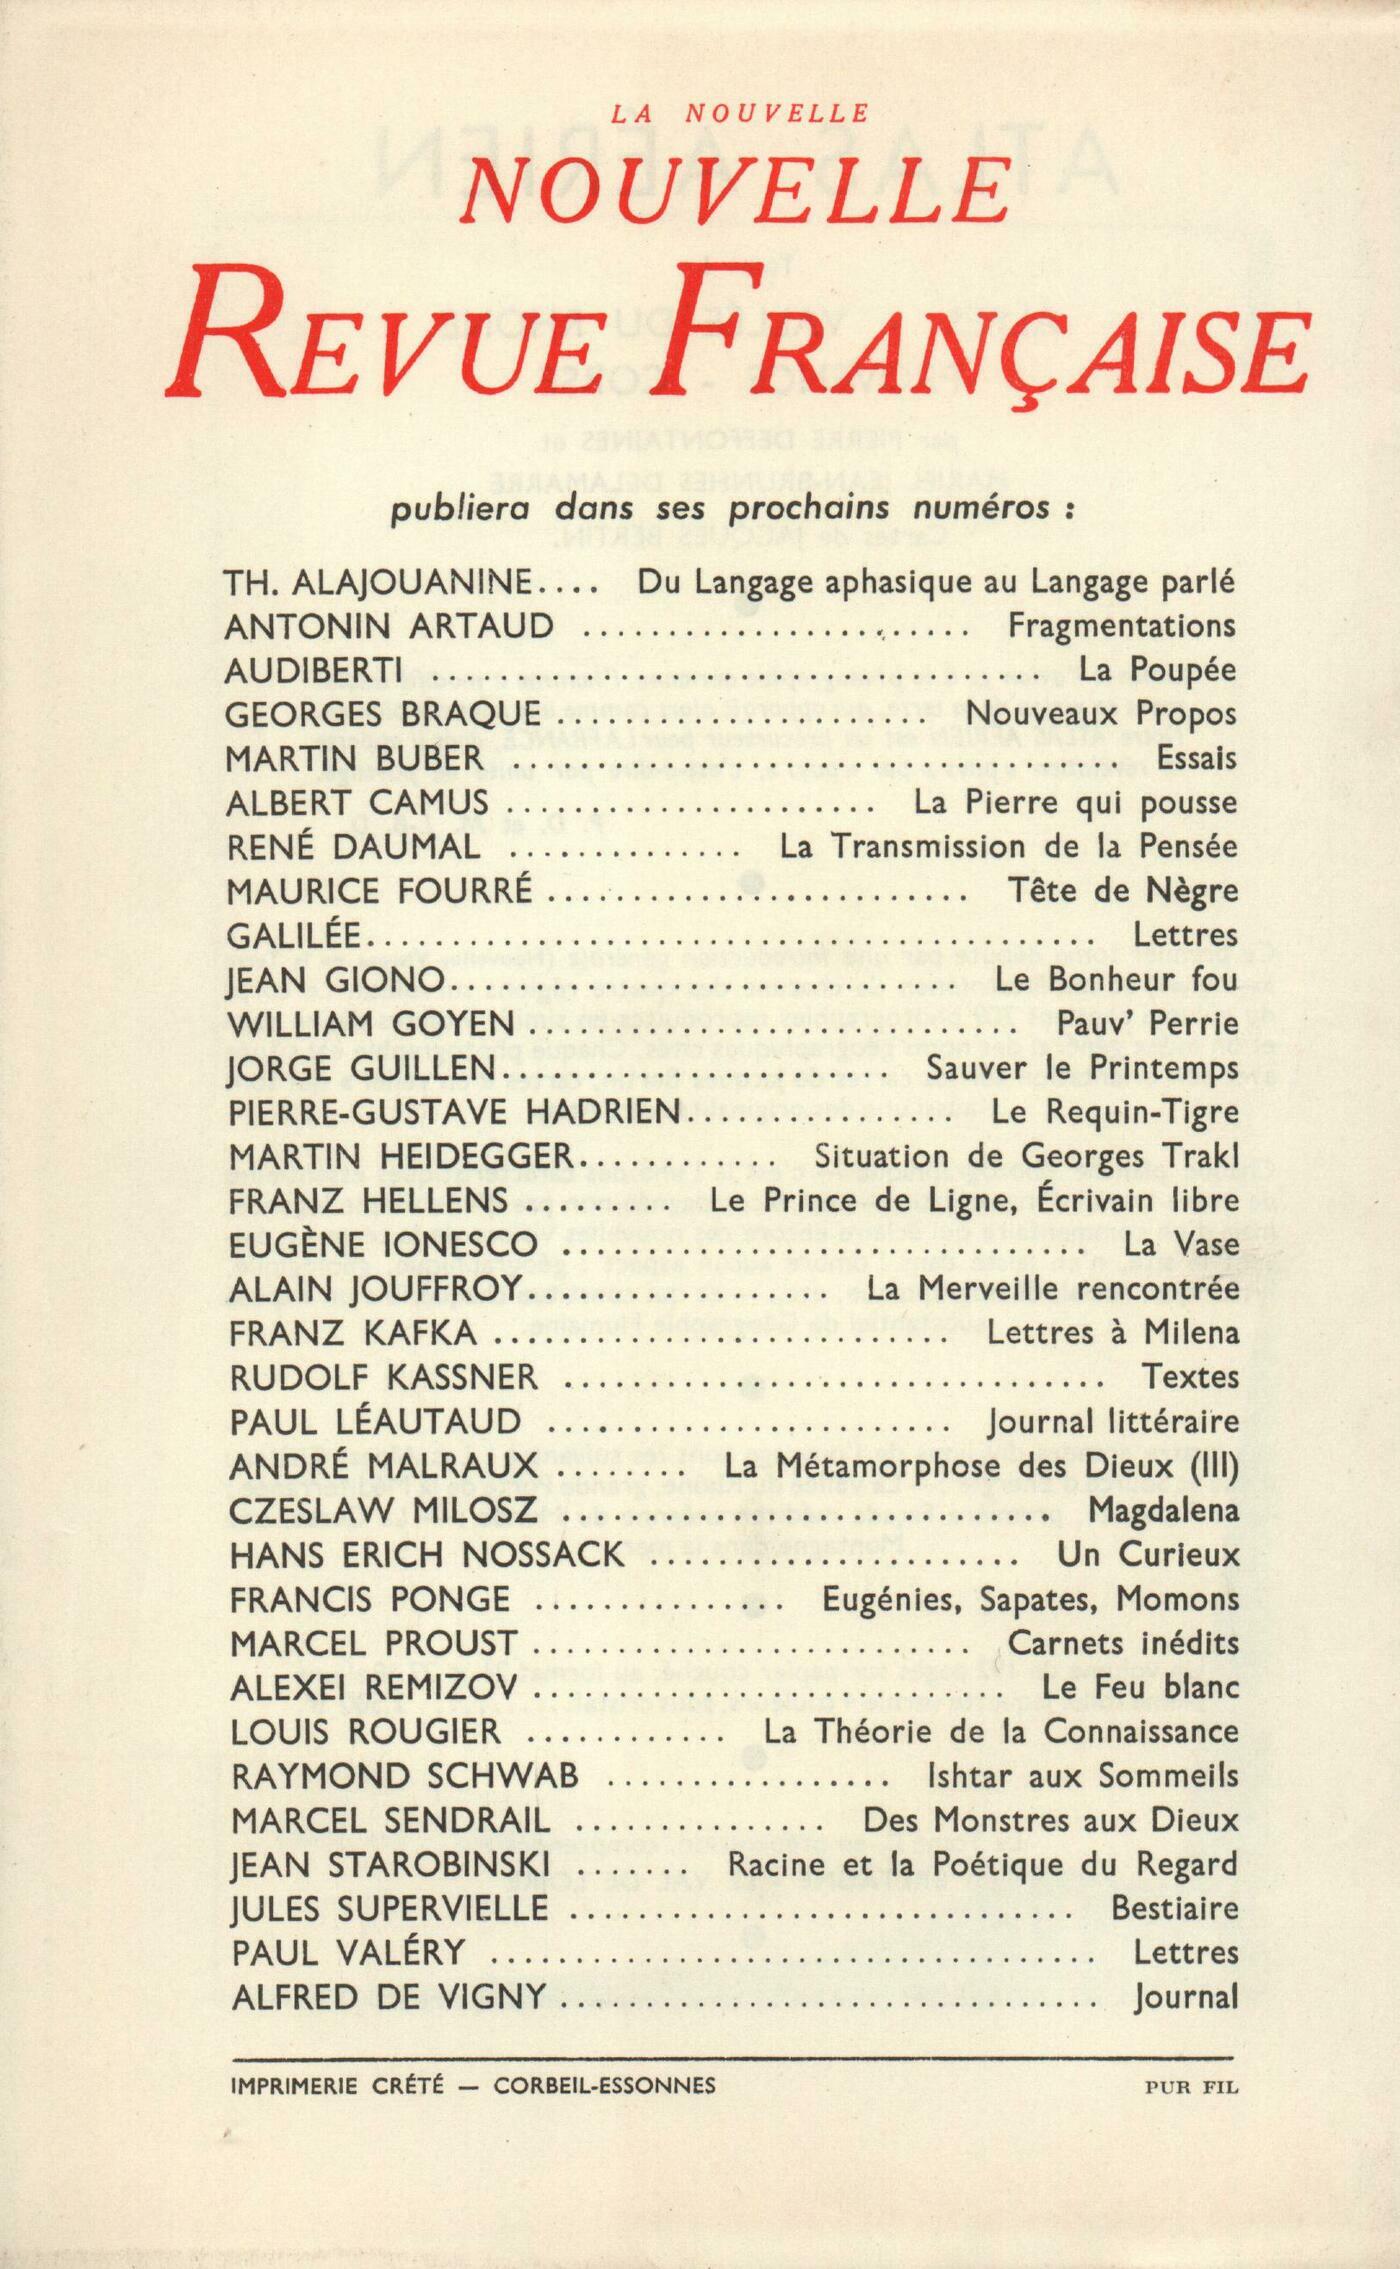 LA NOUVELLE
NOUVELLE
REVUE FRANÇAISE
publiera dans ses prochains numéros :
TH. ALAJOUANINE.... Du Langage aphasique au Langage parlé
ANTONIN ARTAUD ....................... Fragmentations
AUDIBERTI .................................... La Poupée
GEORGES BRAQUE ...................... Nouveaux Propos
MARTIN BUBER .................................... Essais
ALBERT CAMUS ...................... La Pierre qui pousse
RENÉ DAUMAL .............. La Transmission de la Pensée
MAURICE FOURRÉ ......................... Tête de Nègre
GALILÉE........................................... Lettres
JEAN GIONO.............................. Le Bonheur fou
WILLIAM GOYEN ............................. Pauv' Perrie
JORGE GUILLEN....................... Sauver le Printemps
PIERRE-GUSTAVE HADRIEN................ Le Requin-Tigre
MARTIN HEIDEGGER............ Situation de Georges Trakl
FRANZ HELLENS ......... Le Prince de Ligne, Écrivain libre
EUGÈNE IONESCO ............................... La Vase
ALAIN JOUFFROY.................. La Merveille rencontrée
FRANZ KAFKA ........................... Lettres à Milena
RUDOLF KASSNER ................................ Textes
PAUL LÉAUTAUD ........................ Journal littéraire
ANDRÉ MALRAUX ........ La Métamorphose des Dieux (III)
CZESLAW MILOSZ ............................. Magdalena
HANS ERICH NOSSACK ...................... Un Curieux
FRANCIS PONGE ............... Eugénies, Sapates, Momons
MARCEL PROUST .......................... Carnets inédits
ALEXEI REMIZOV ............................ Le Feu blanc
LOUIS ROUGIER ............ La Théorie de la Connaissance
RAYMOND SCHWAB ................. Ishtar aux Sommeils
MARCEL SENDRAIL ............... Des Monstres aux Dieux
JEAN STAROBINSKI ....... Racine et la Poétique du Regard
JULES SUPERVIELLE .............................. Bestiaire
PAUL VALÉRY .................................... Lettres
ALFRED DE VIGNY ................................ Journal
IMPRIMERIE CRÉTÉ — CORBEIL-ESSONNES PUR FIL